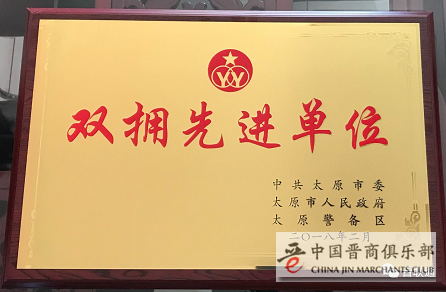 双拥先进单位
中共太原市委
太原市人民政府
太原警备区
二〇一八年二月
晋 中国晋商俱乐部
CHINA JIN MERCHANTS CLUB